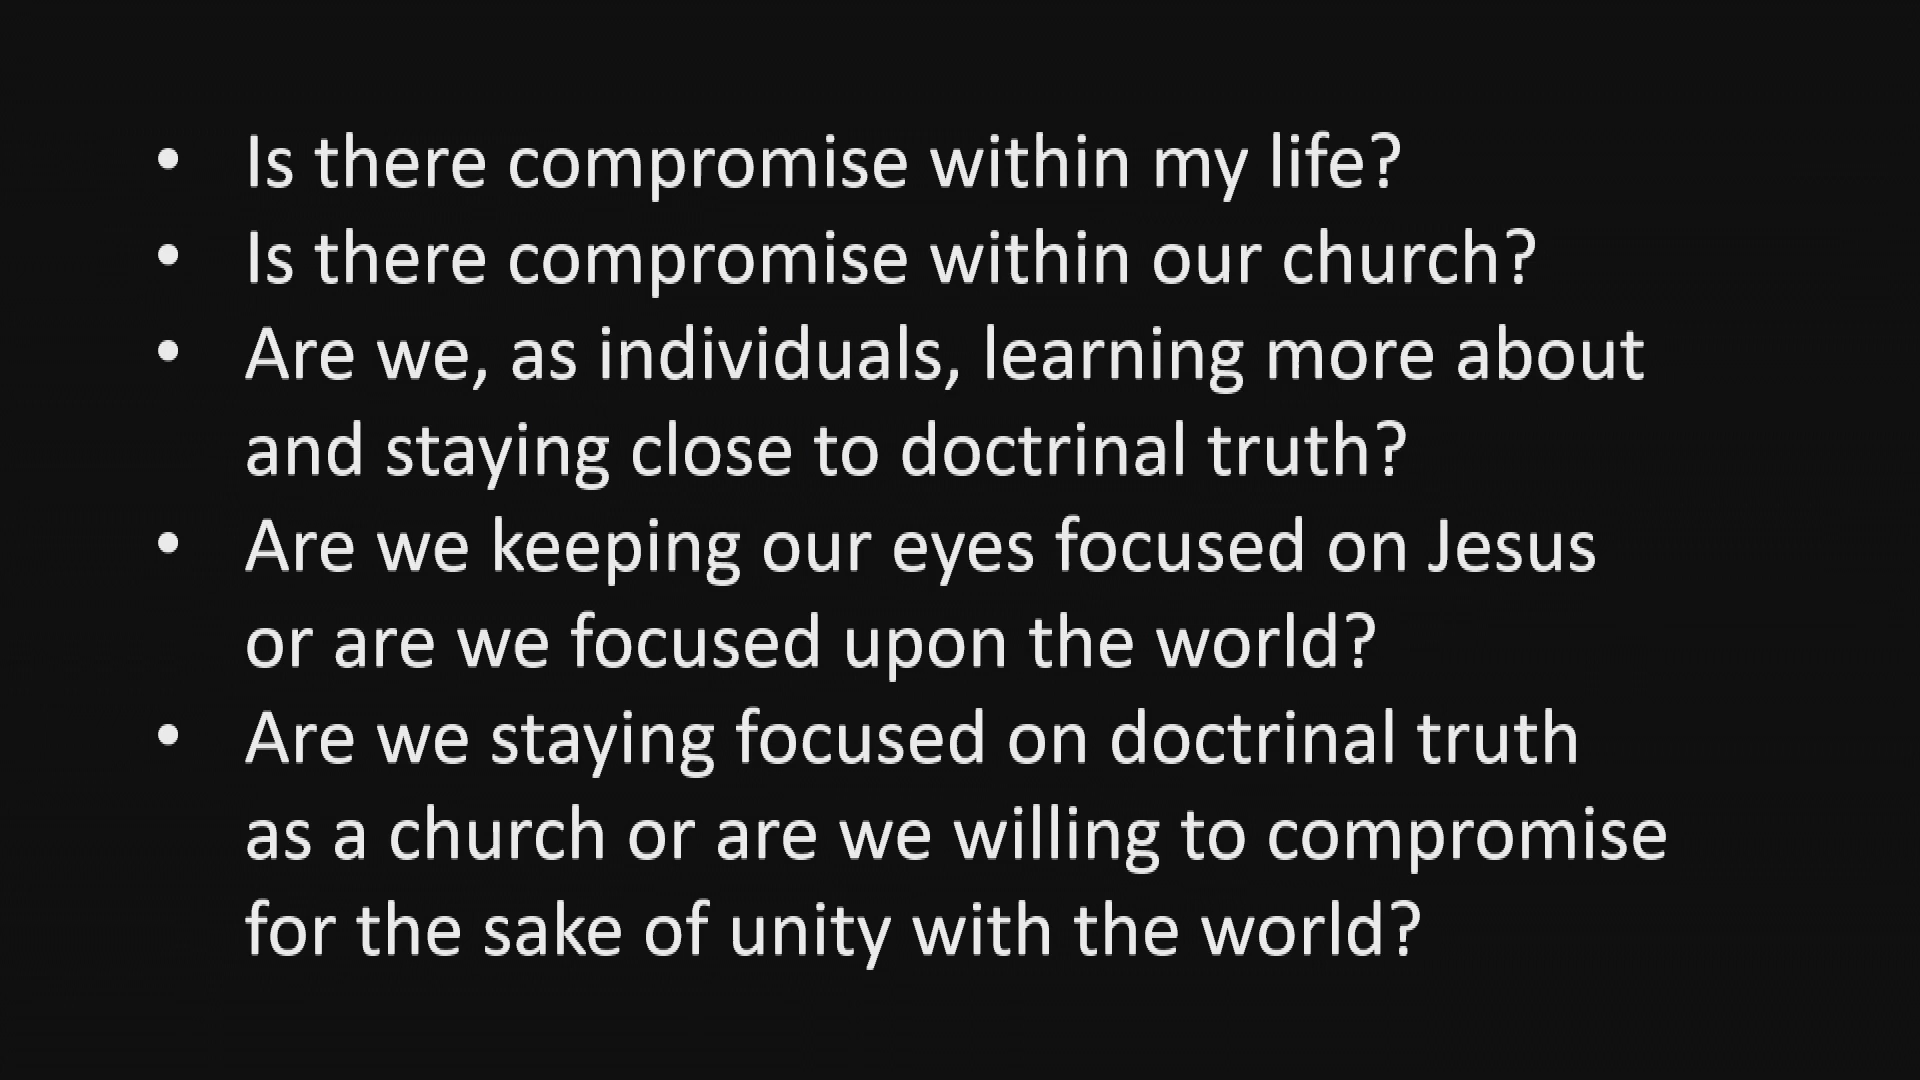 • Is there compromise within my life?
• Is there compromise within our church?
• Are we, as individuals, learning more about
and staying close to doctrinal truth?
• Are we keeping our eyes focused on Jesus
or are we focused upon the world?
• Are we staying focused on doctrinal truth
as a church or are we willing to compromise
for the sake of unity with the world?